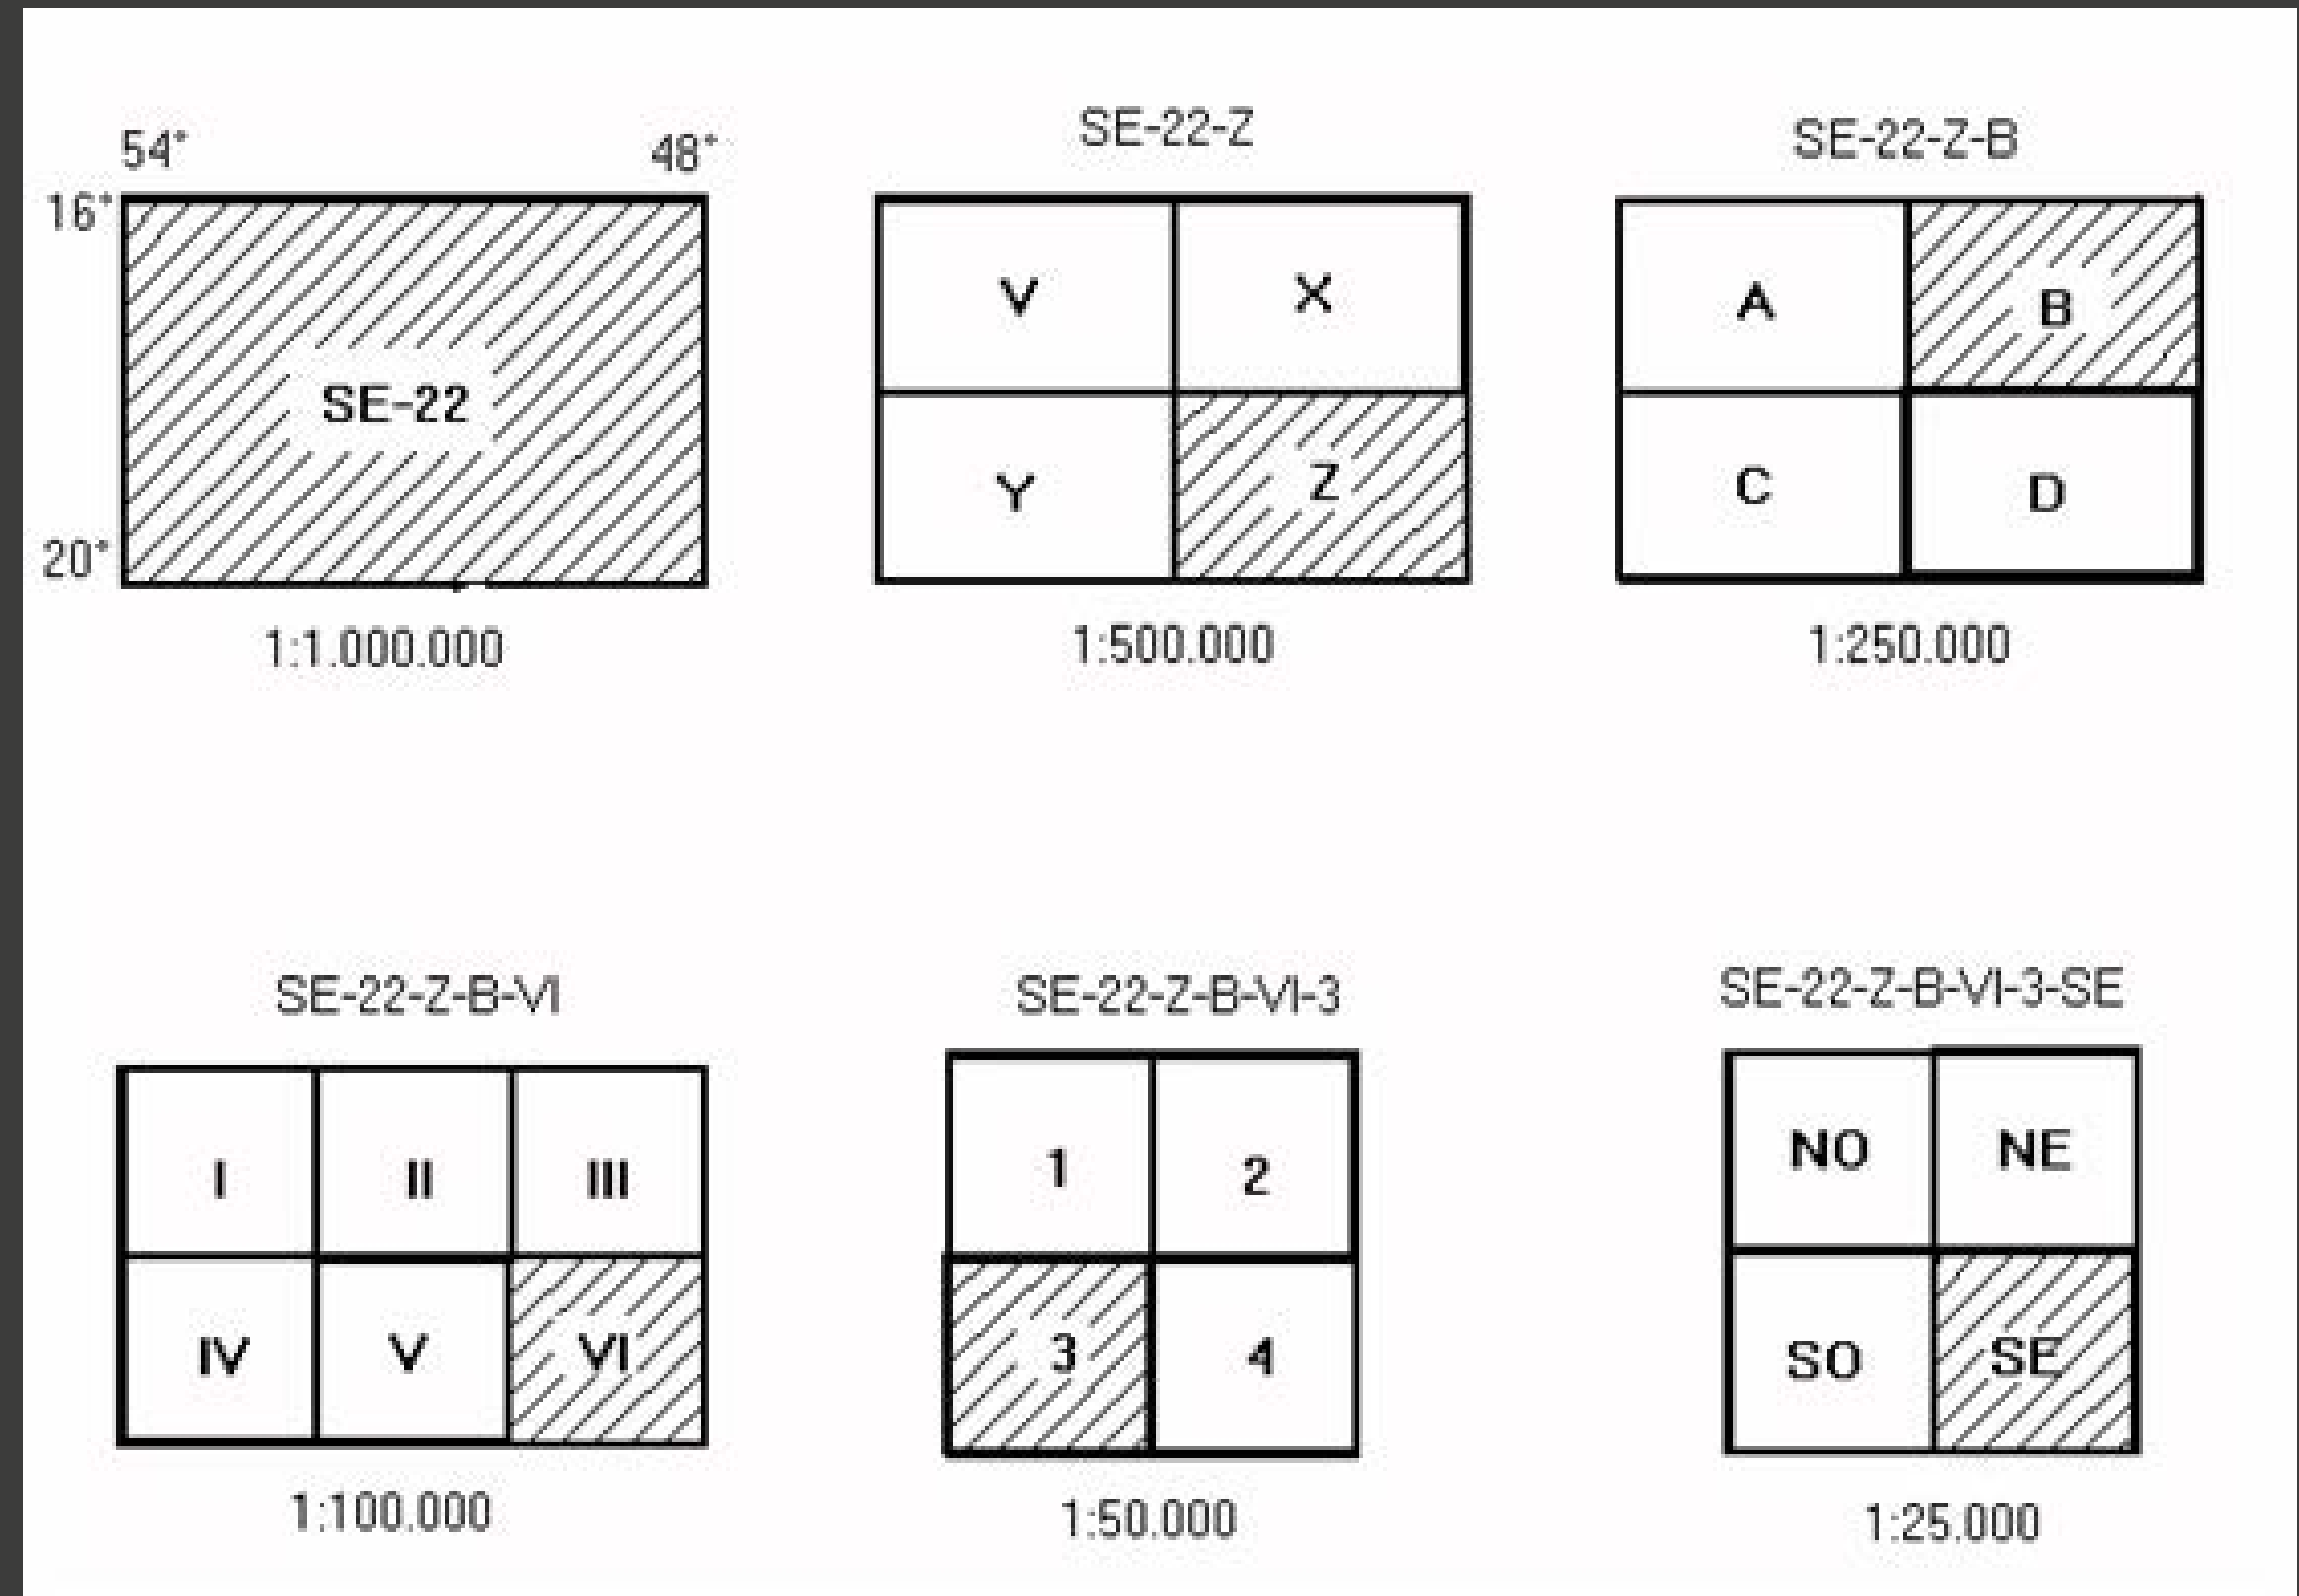 54° 48°
16°
SE-22
20°
1:1.000.000
SE-22-Z
V X
Y Z
1:500.000
SE-22-Z-B
A B
C D
1:250.000
SE-22-Z-B-VI
I II III
IV V VI
1:100.000
SE-22-Z-B-VI-3
1 2
3 4
1:50.000
SE-22-Z-B-VI-3-SE
NO NE
SO SE
1:25.000